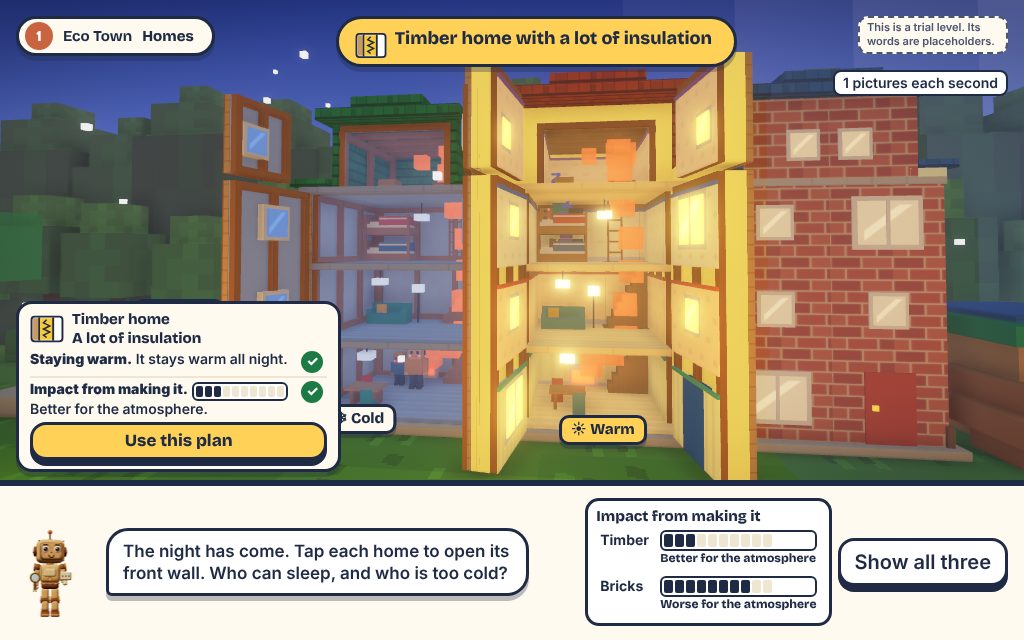 1 Eco Town Homes
Timber home with a lot of insulation
This is a trial level. Its
words are placeholders.
1 pictures each second
Timber home
A lot of insulation
Staying warm. It stays warm all night.
Impact from making it.
Better for the atmosphere.
Use this plan
Cold
Warm
The night has come. Tap each home to open its
front wall. Who can sleep, and who is too cold?
Impact from making it
Timber
Better for the atmosphere
Bricks
Worse for the atmosphere
Show all three